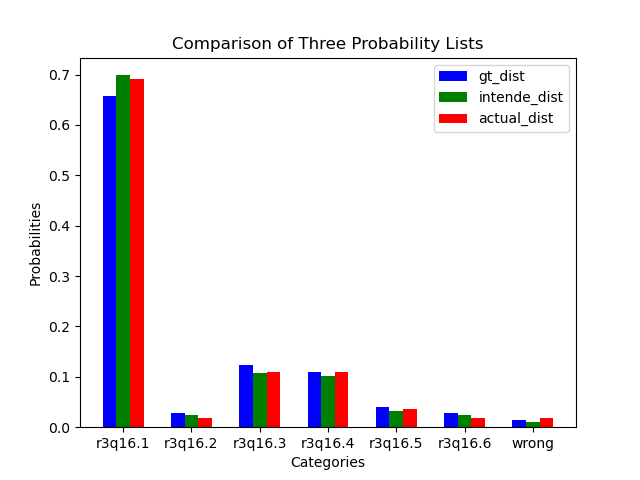 Comparison of Three Probability Lists
gt_dist
intende_dist
actual_dist
0.7
0.6
0.5
0.4
0.3
0.2
0.1
0.0
Probabilities
r3q16.1 r3q16.2 r3q16.3 r3q16.4 r3q16.5 r3q16.6 wrong
Categories